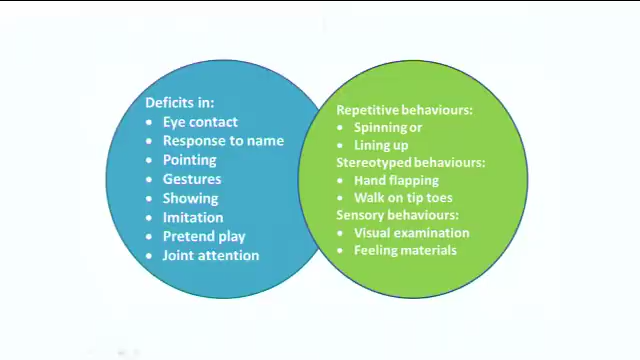 Deficits in:
• Eye contact
• Response to name
• Pointing
• Gestures
• Showing
• Imitation
• Pretend play
• Joint attention
Repetitive behaviours:
• Spinning or
• Lining up
Stereotyped behaviours:
• Hand flapping
• Walk on tip toes
Sensory behaviours:
• Visual examination
• Feeling materials